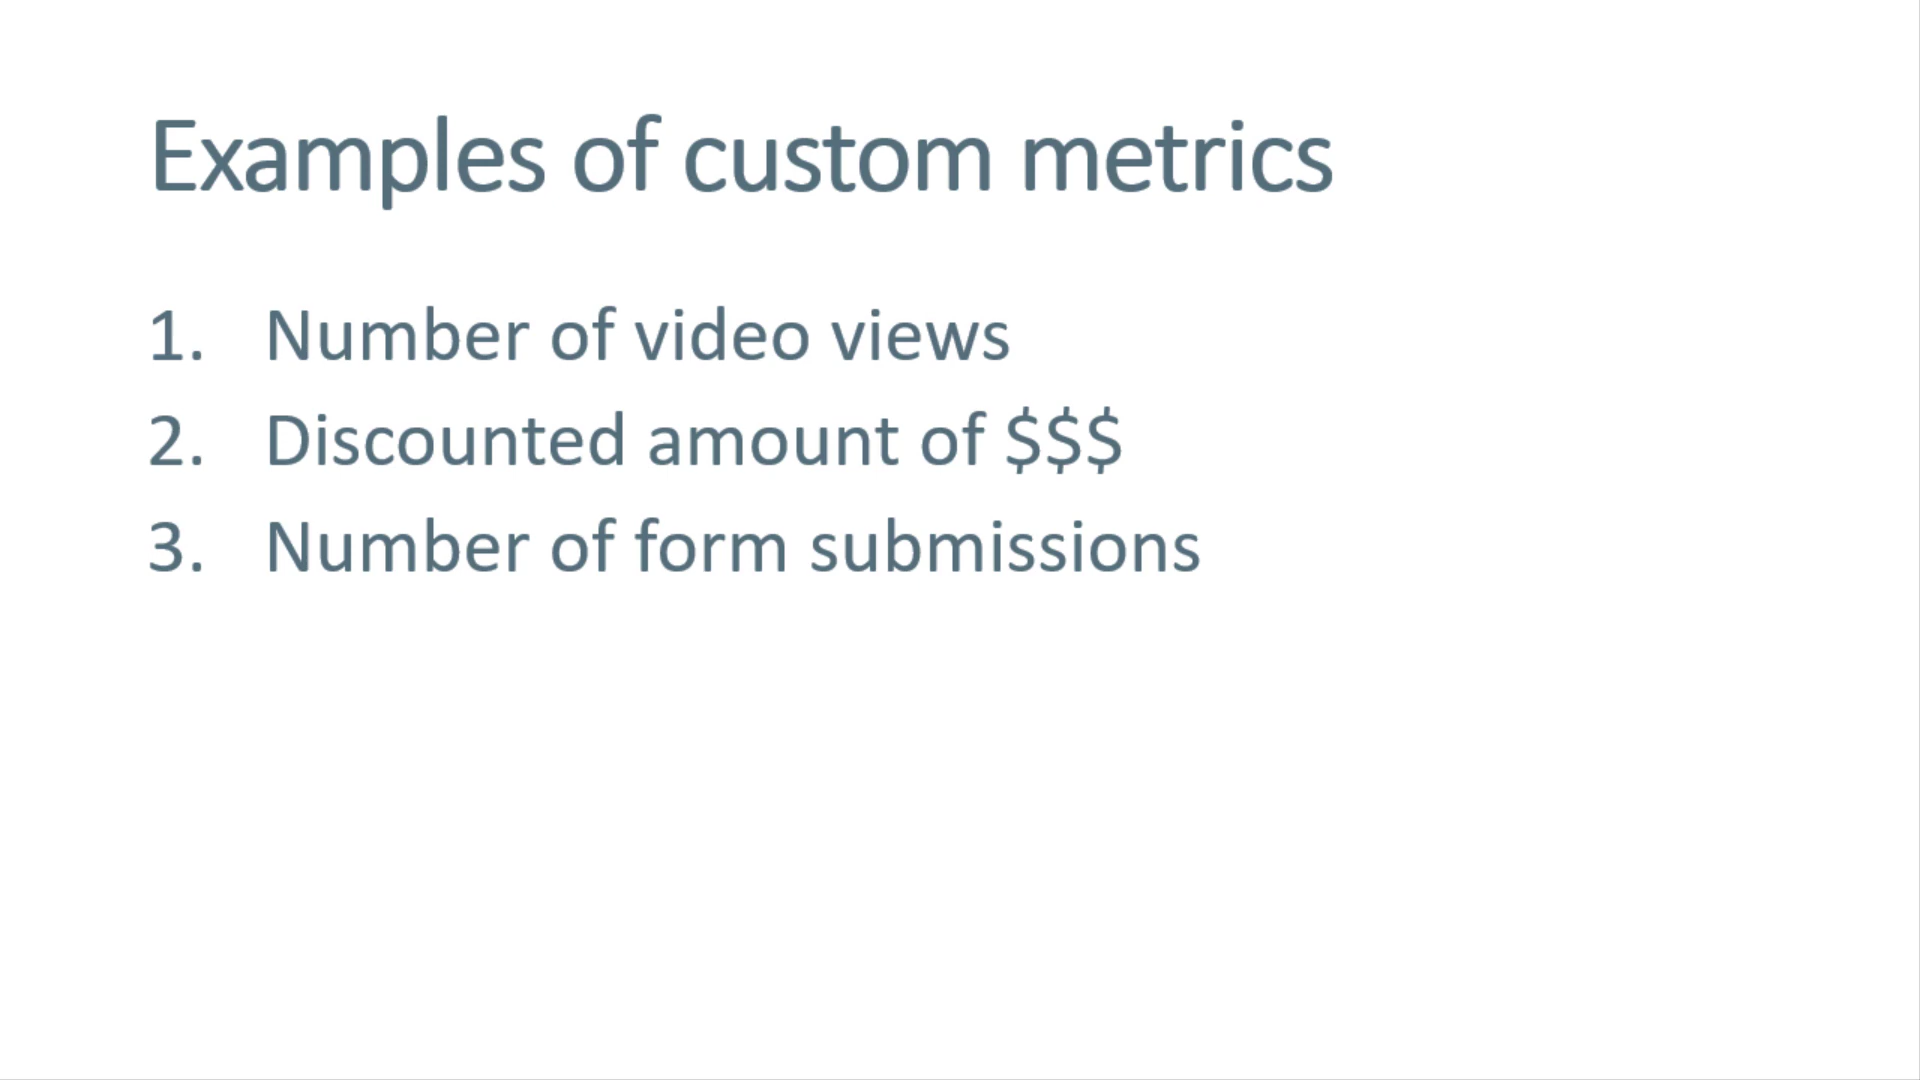 Examples of custom metrics
1. Number of video views
2. Discounted amount of $$$
3. Number of form submissions